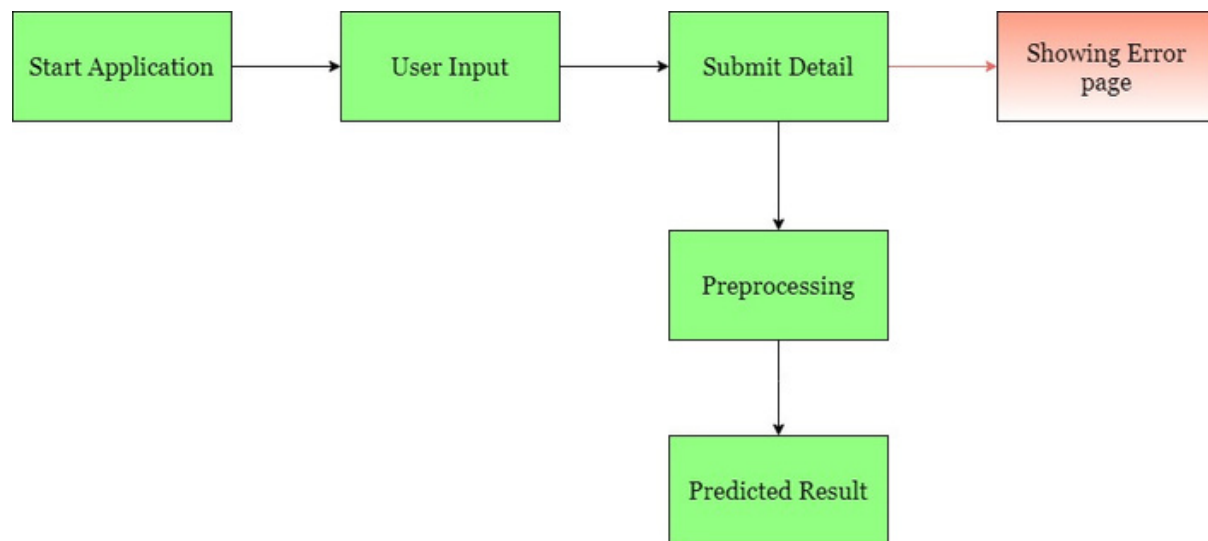 Start Application
User Input
Submit Detail
Showing Error
page
Preprocessing
Predicted Result